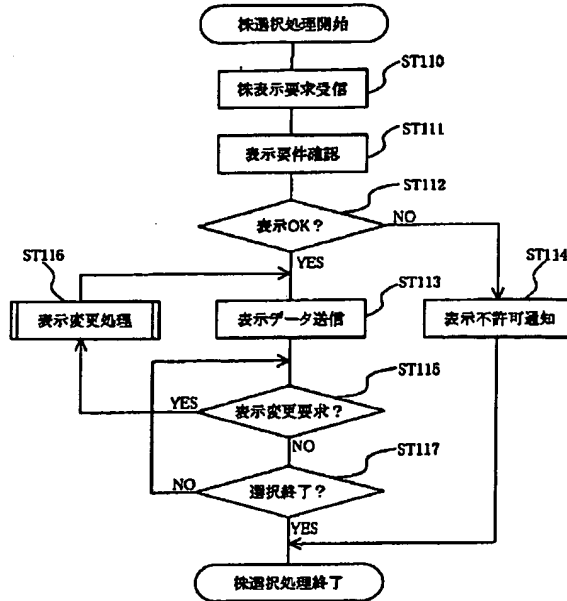 株選択処理開始
ST110
株表示要求受信
ST111
表示要件確認
ST112
表示OK?
NO
YES
ST116
表示変更処理
ST113
表示データ送信
ST114
表示不許可通知
ST115
YES
表示変更要求?
NO
ST117
NO
選択終了?
YES
株選択処理終了